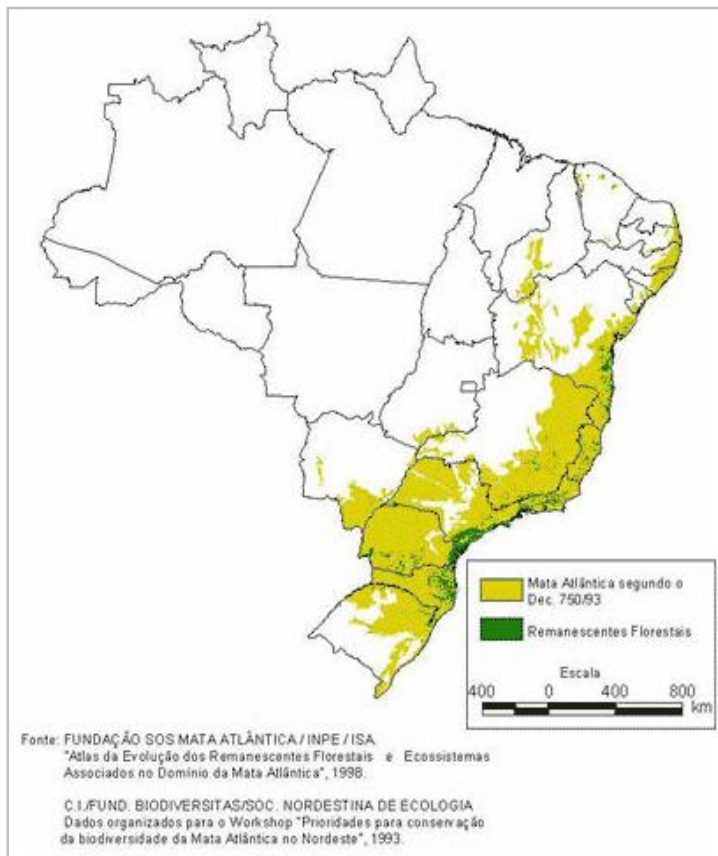 Mata Atlântica segundo o
Dec. 750/93
Remanescentes Florestais
Escala
400 0 400 800
km
Fonte: FUNDAÇÃO SOS MATA ATLÂNTICA / INPE / ISA
"Atlas da Evolução dos Remanescentes Florestais e Ecossistemas
Associados no Domínio da Mata Atlântica", 1998.
C.I./FUND. BIODIVERSITAS/SOC. NORDESTINA DE ECOLOGIA
Dados organizados para o Workshop "Prioridades para conservação
da biodiversidade da Mata Atlântica no Nordeste", 1993.